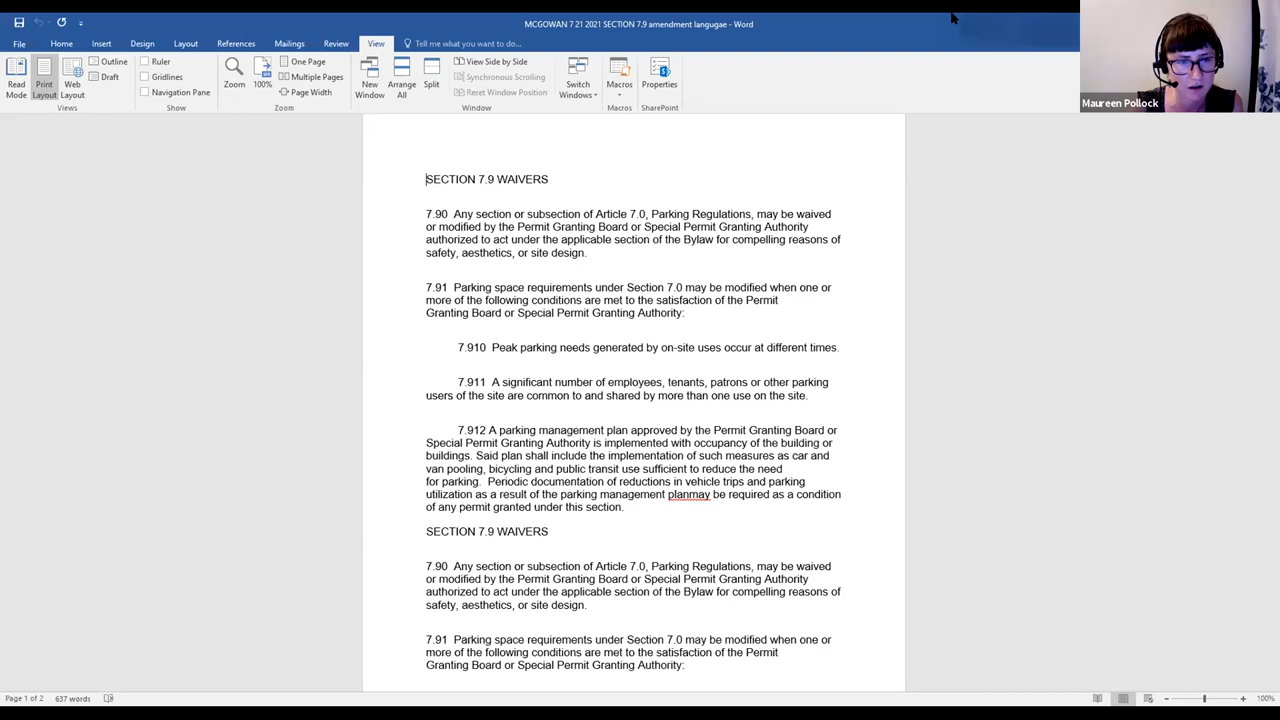 MCGOWAN 7 21 2021 SECTION 7.9 amendment langugae - Word
File Home Insert Design Layout References Mailings Review View Tell me what you want to do...
Read Mode
Print Layout
Web Layout
Outline
Draft
Views
Ruler
Gridlines
Navigation Pane
Show
Zoom
100%
One Page
Multiple Pages
Page Width
Zoom
New Window
Arrange All
Split
View Side by Side
Synchronous Scrolling
Reset Window Position
Window
Switch Windows
Macros
Macros
Properties
SharePoint
Maureen Pollock
SECTION 7.9 WAIVERS
7.90 Any section or subsection of Article 7.0, Parking Regulations, may be waived
or modified by the Permit Granting Board or Special Permit Granting Authority
authorized to act under the applicable section of the Bylaw for compelling reasons of
safety, aesthetics, or site design.
7.91 Parking space requirements under Section 7.0 may be modified when one or
more of the following conditions are met to the satisfaction of the Permit
Granting Board or Special Permit Granting Authority:
7.910 Peak parking needs generated by on-site uses occur at different times.
7.911 A significant number of employees, tenants, patrons or other parking
users of the site are common to and shared by more than one use on the site.
7.912 A parking management plan approved by the Permit Granting Board or
Special Permit Granting Authority is implemented with occupancy of the building or
buildings. Said plan shall include the implementation of such measures as car and
van pooling, bicycling and public transit use sufficient to reduce the need
for parking. Periodic documentation of reductions in vehicle trips and parking
utilization as a result of the parking management planmay be required as a condition
of any permit granted under this section.
SECTION 7.9 WAIVERS
7.90 Any section or subsection of Article 7.0, Parking Regulations, may be waived
or modified by the Permit Granting Board or Special Permit Granting Authority
authorized to act under the applicable section of the Bylaw for compelling reasons of
safety, aesthetics, or site design.
7.91 Parking space requirements under Section 7.0 may be modified when one or
more of the following conditions are met to the satisfaction of the Permit
Granting Board or Special Permit Granting Authority:
Page 1 of 2 637 words
100%